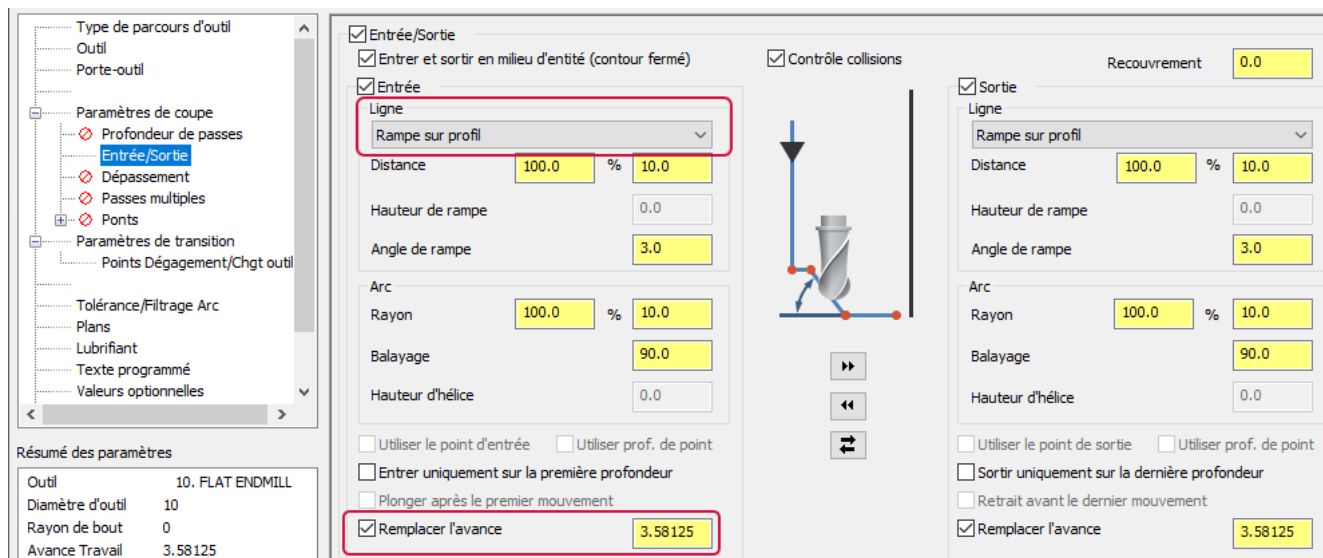 Type de parcours d'outil
Outil
Porte-outil
Paramètres de coupe
Profondeur de passes
Entrée/Sortie
Dépassement
Passes multiples
Ponts
Paramètres de transition
Points Dégagement/Chgt outil
Tolérance/Filtrage Arc
Plans
Lubrifiant
Texte programmé
Valeurs optionnelles
Résumé des paramètres
Outil 10. FLAT ENDMILL
Diamètre d'outil 10
Rayon de bout 0
Avance Travail 3.58125
Entrée/Sortie
Entrer et sortir en milieu d'entité (contour fermé)
Contrôle collisions
Recouvrement 0.0
Entrée
Ligne
Rampe sur profil
Distance 100.0 % 10.0
Hauteur de rampe 0.0
Angle de rampe 3.0
Arc
Rayon 100.0 % 10.0
Balayage 90.0
Hauteur d'hélice 0.0
Utiliser le point d'entrée Utiliser prof. de point
Entrer uniquement sur la première profondeur
Plonger après le premier mouvement
Remplacer l'avance 3.58125
Sortie
Ligne
Rampe sur profil
Distance 100.0 % 10.0
Hauteur de rampe 0.0
Angle de rampe 3.0
Arc
Rayon 100.0 % 10.0
Balayage 90.0
Hauteur d'hélice 0.0
Utiliser le point de sortie Utiliser prof. de point
Sortir uniquement sur la dernière profondeur
Retrait avant le dernier mouvement
Remplacer l'avance 3.58125